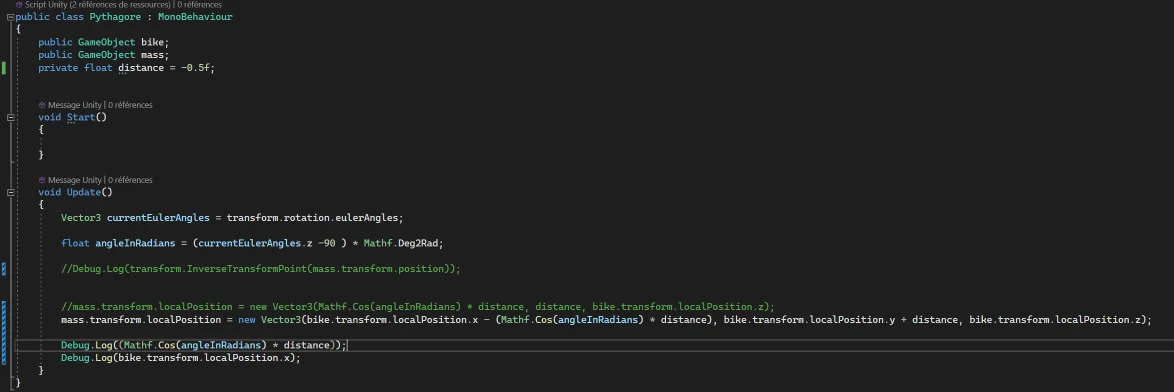 Script Unity (2 références de ressources) | 0 références
public class Pythagore : MonoBehaviour
{
public GameObject bike;
public GameObject mass;
private float distance = -0.5f;
Message Unity | 0 références
void Start()
{
}
Message Unity | 0 références
void Update()
{
Vector3 currentEulerAngles = transform.rotation.eulerAngles;
float angleInRadians = (currentEulerAngles.z -90 ) * Mathf.Deg2Rad;
//Debug.Log(transform.InverseTransformPoint(mass.transform.position));
//mass.transform.localPosition = new Vector3(Mathf.Cos(angleInRadians) * distance, distance, bike.transform.localPosition.z);
mass.transform.localPosition = new Vector3(bike.transform.localPosition.x - (Mathf.Cos(angleInRadians) * distance), bike.transform.localPosition.y + distance, bike.transform.localPosition.z);
Debug.Log((Mathf.Cos(angleInRadians) * distance));
Debug.Log(bike.transform.localPosition.x);
}
}